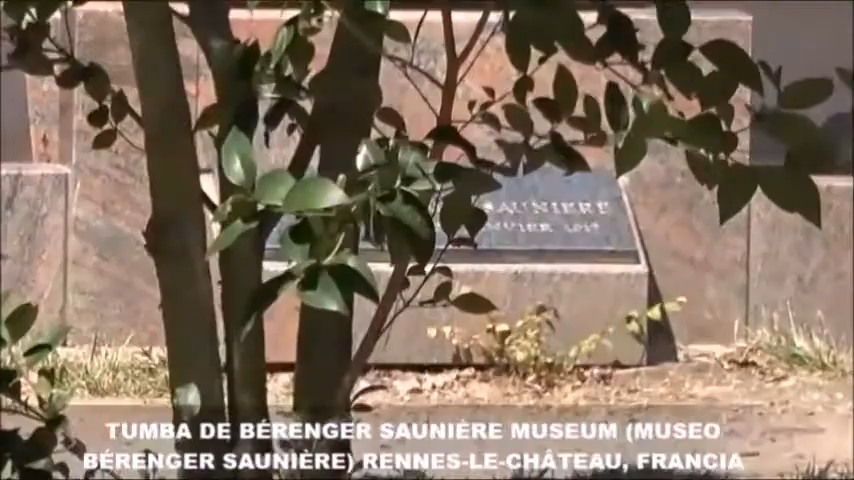 SAUNIÈRE
TUMBA DE BÉRENGER SAUNIÈRE MUSEUM (MUSEO
BÉRENGER SAUNIÈRE) RENNES-LE-CHÂTEAU, FRANCIA